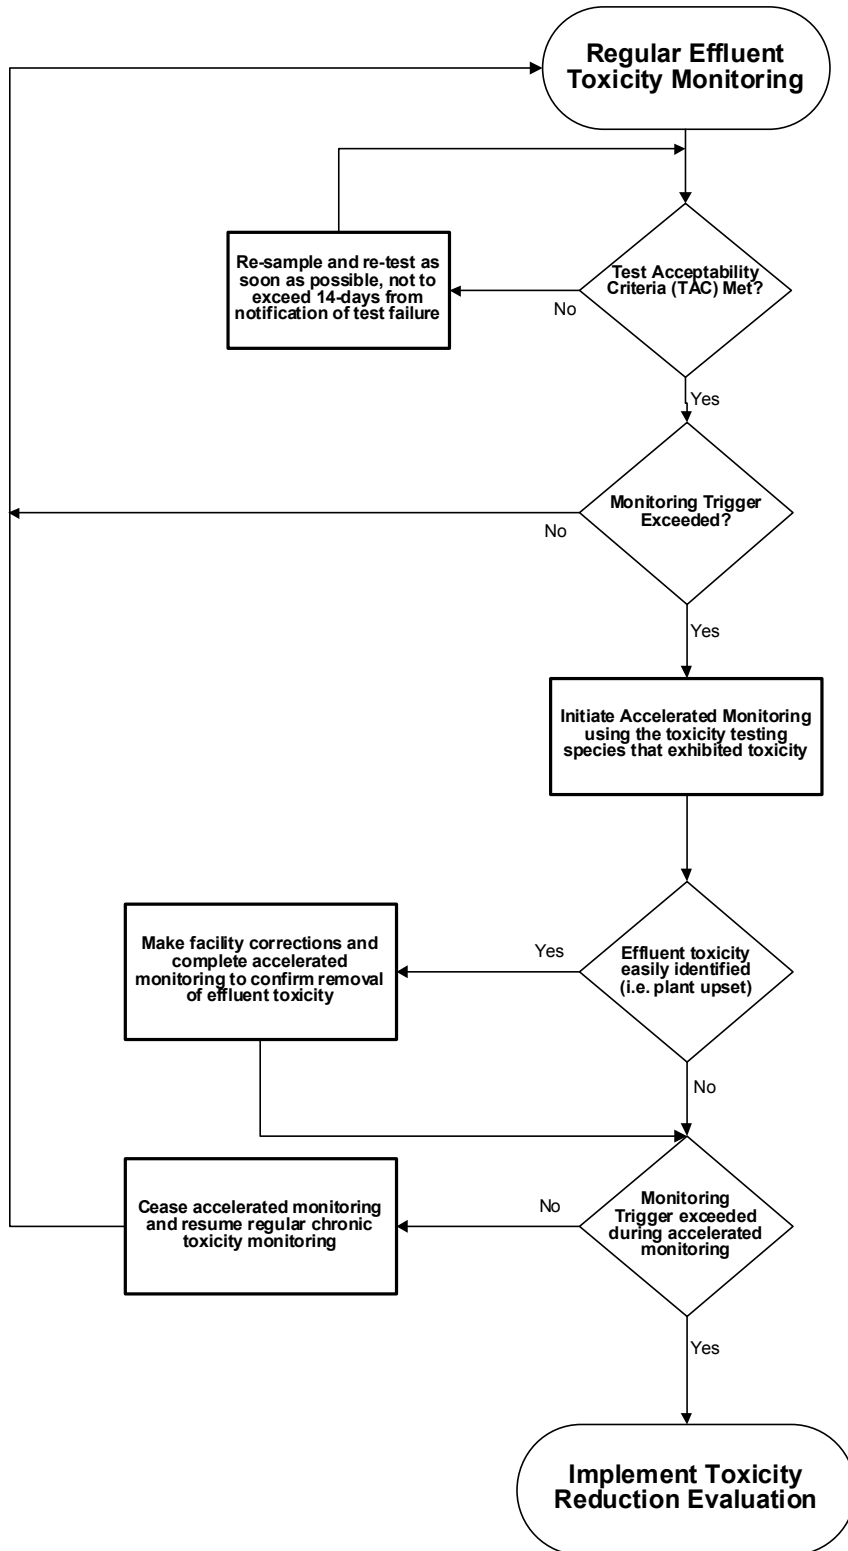 Regular Effluent
Toxicity Monitoring
Re-sample and re-test as
soon as possible, not to
exceed 14-days from
notification of test failure
Test Acceptability
Criteria (TAC) Met?
No
Yes
Monitoring Trigger
Exceeded?
No
Yes
Initiate Accelerated Monitoring
using the toxicity testing
species that exhibited toxicity
Make facility corrections and
complete accelerated
monitoring to confirm removal
of effluent toxicity
Yes
Effluent toxicity
easily identified
(i.e. plant upset)
No
Cease accelerated monitoring
and resume regular chronic
toxicity monitoring
No
Monitoring
Trigger exceeded
during accelerated
monitoring
Yes
Implement Toxicity
Reduction Evaluation